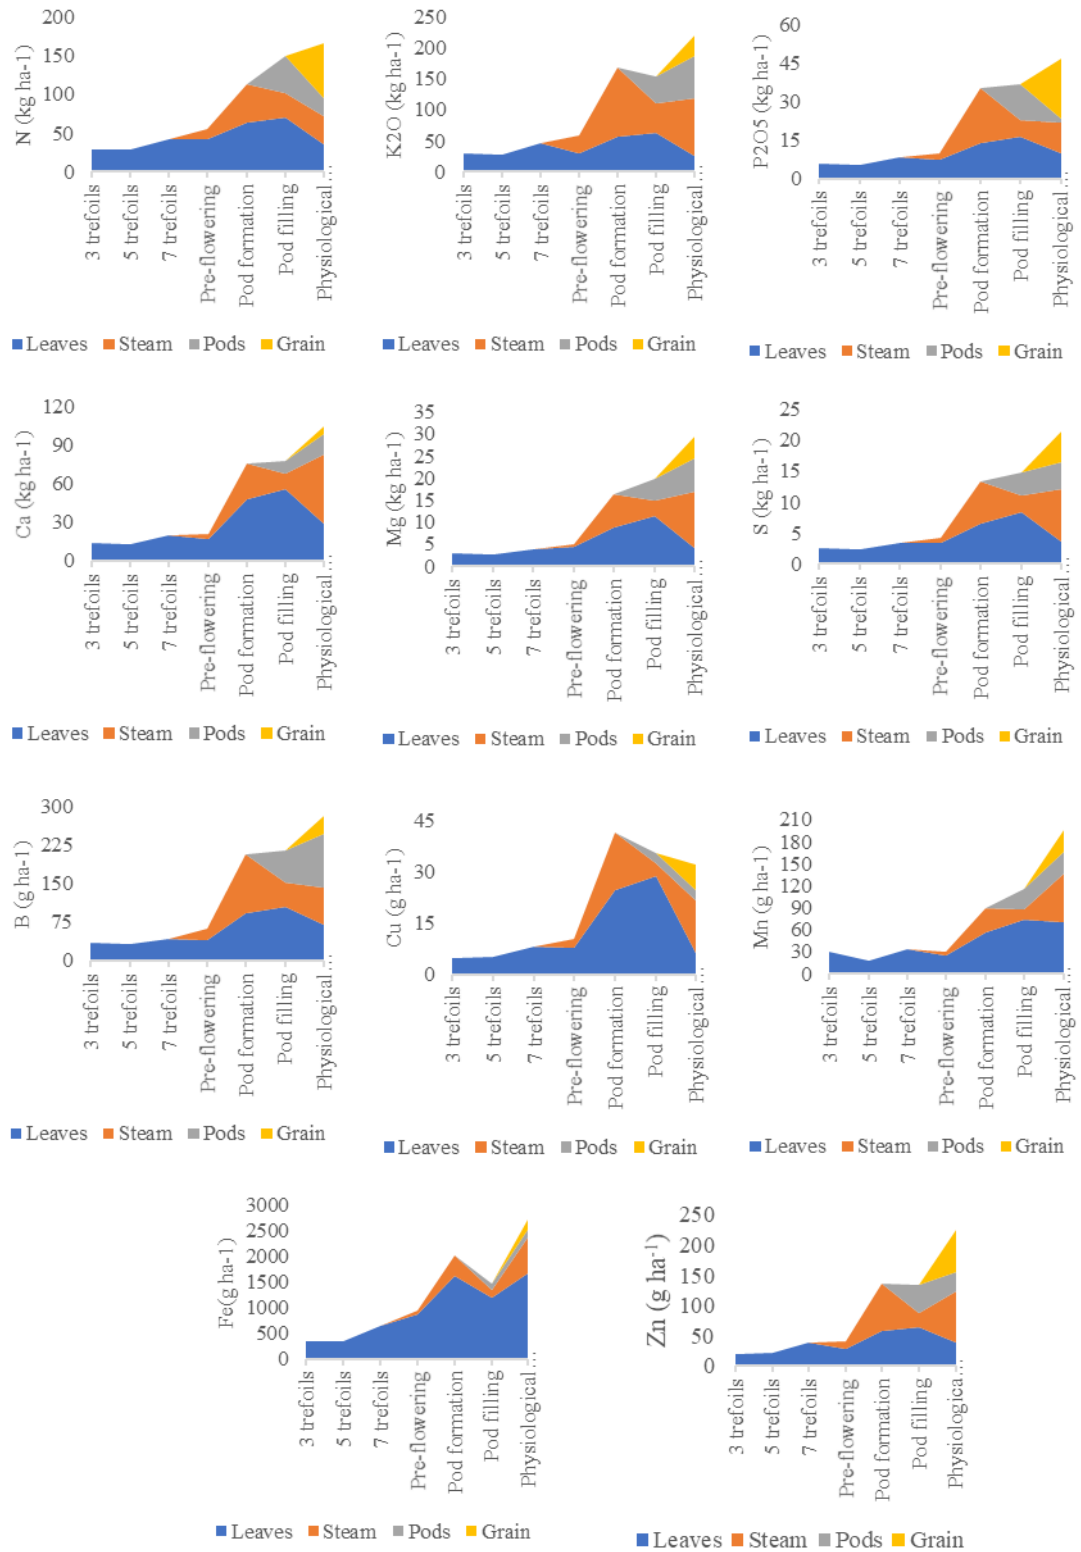 N (kg ha-1)
200
150
100
50
0
3 trefoils
5 trefoils
7 trefoils
Pre-flowering
Pod formation
Pod filling
Physiological...
Leaves Steam Pods Grain
K2O (kg ha-1)
250
200
150
100
50
0
3 trefoils
5 trefoils
7 trefoils
Pre-flowering
Pod formation
Pod filling
Physiological...
Leaves Steam Pods Grain
P2O5 (kg ha-1)
60
45
30
15
0
3 trefoils
5 trefoils
7 trefoils
Pre-flowering
Pod formation
Pod filling
Physiological...
Leaves Steam Pods Grain
Ca (kg ha-1)
120
90
60
30
0
3 trefoils
5 trefoils
7 trefoils
Pre-flowering
Pod formation
Pod filling
Physiological...
Leaves Steam Pods Grain
Mg (kg ha-1)
35
30
25
20
15
10
5
0
3 trefoils
5 trefoils
7 trefoils
Pre-flowering
Pod formation
Pod filling
Physiological...
Leaves Steam Pods Grain
S (kg ha-1)
25
20
15
10
5
0
3 trefoils
5 trefoils
7 trefoils
Pre-flowering
Pod formation
Pod filling
Physiological...
Leaves Steam Pods Grain
B (g ha-1)
300
225
150
75
0
3 trefoils
5 trefoils
7 trefoils
Pre-flowering
Pod formation
Pod filling
Physiological...
Leaves Steam Pods Grain
Cu (g ha-1)
45
30
15
0
3 trefoils
5 trefoils
7 trefoils
Pre-flowering
Pod formation
Pod filling
Physiological...
Leaves Steam Pods Grain
Mn (g ha-1)
210
180
150
120
90
60
30
0
3 trefoils
5 trefoils
7 trefoils
Pre-flowering
Pod formation
Pod filling
Physiological...
Leaves Steam Pods Grain
Fe(g ha-1)
3000
2500
2000
1500
1000
500
0
3 trefoils
5 trefoils
7 trefoils
Pre-flowering
Pod formation
Pod filling
Physiological...
Leaves Steam Pods Grain
Zn (g ha⁻¹)
250
200
150
100
50
0
3 trefoils
5 trefoils
7 trefoils
Pre-flowering
Pod formation
Pod filling
Physiologica...
Leaves Steam Pods Grain